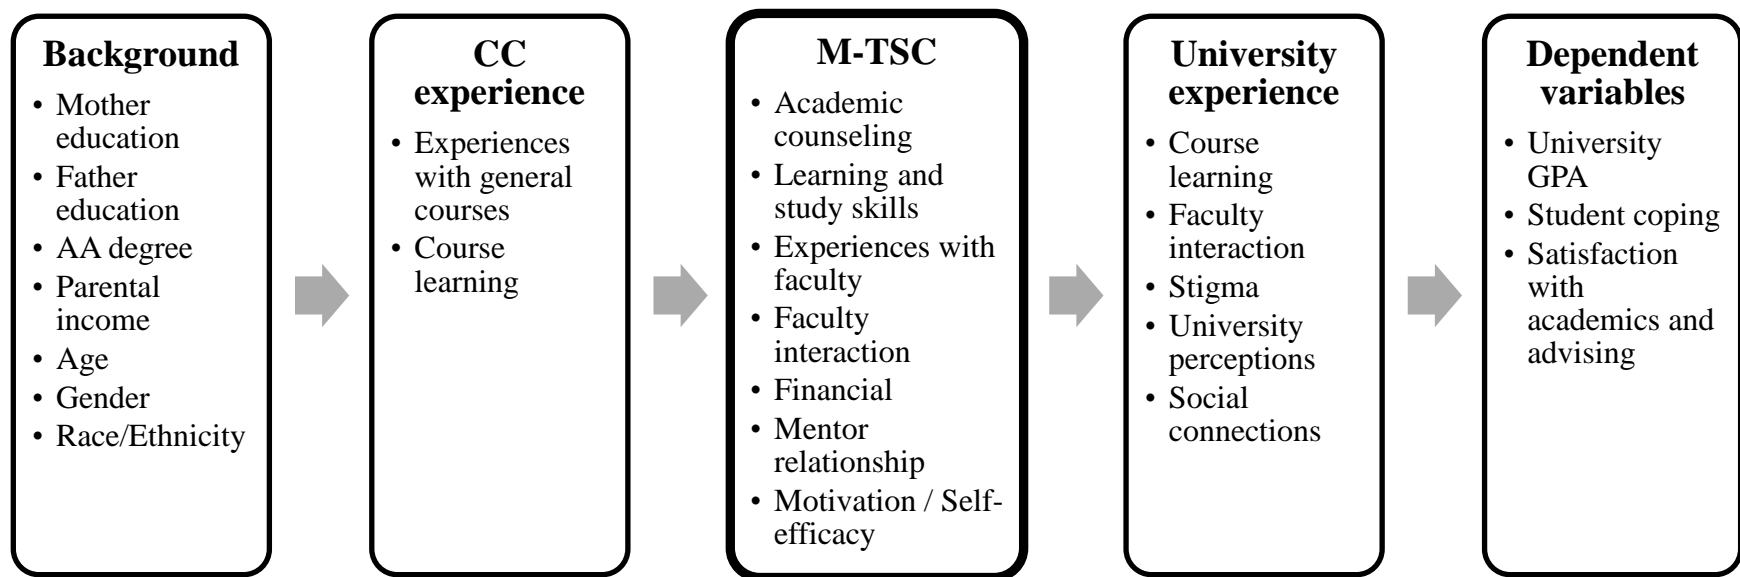 Background
• Mother
education
• Father
education
• AA degree
• Parental
income
• Age
• Gender
• Race/Ethnicity
CC
experience
• Experiences
with general
courses
• Course
learning
M-TSC
• Academic
counseling
• Learning and
study skills
• Experiences with
faculty
• Faculty
interaction
• Financial
• Mentor
relationship
• Motivation / Self-
efficacy
University
experience
• Course
learning
• Faculty
interaction
• Stigma
• University
perceptions
• Social
connections
Dependent
variables
• University
GPA
• Student coping
• Satisfaction
with
academics and
advising